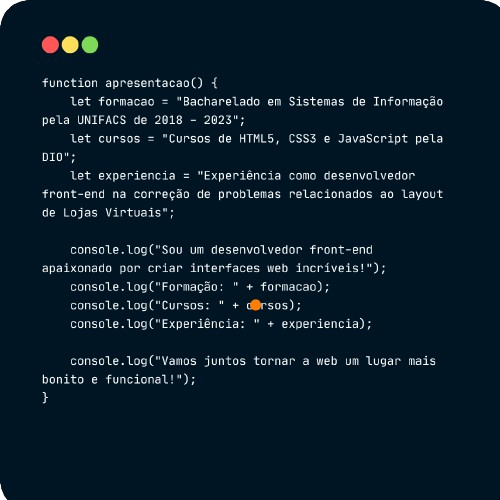 function apresentacao() {
let formacao = "Bacharelado em Sistemas de Informação
pela UNIFACS de 2018 – 2023";
let cursos = "Cursos de HTML5, CSS3 e JavaScript pela
DIO";
let experiencia = "Experiência como desenvolvedor
front-end na correção de problemas relacionados ao layout
de Lojas Virtuais";
console.log("Sou um desenvolvedor front-end
apaixonado por criar interfaces web incríveis!");
console.log("Formação: " + formacao);
console.log("Cursos: " + cursos);
console.log("Experiência: " + experiencia);
console.log("Vamos juntos tornar a web um lugar mais
bonito e funcional!");
}